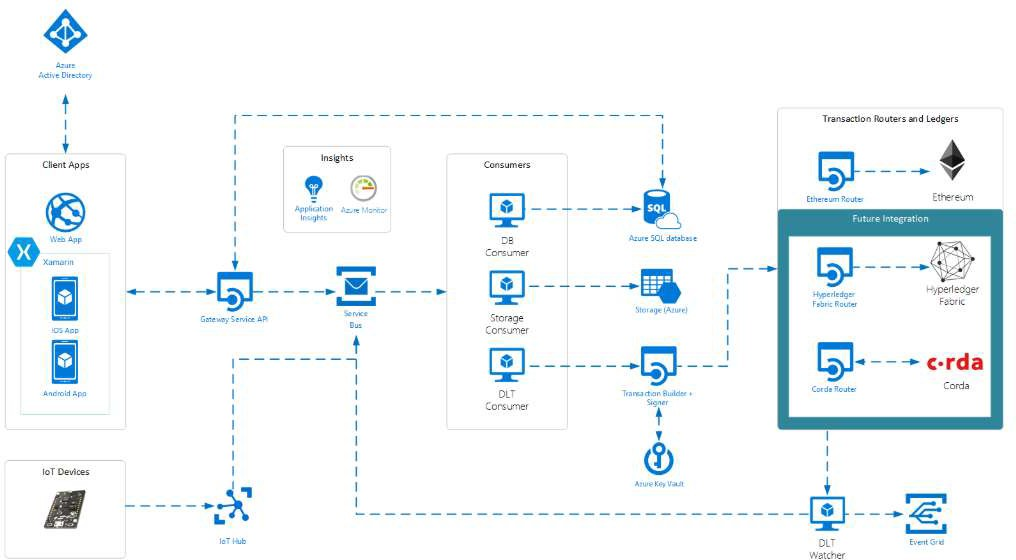 Azure
Active Directory
Client Apps
Web App
Xamarin
iOS App
Android App
IoT Devices
IoT Hub
Gateway Service API
Insights
Application
Insights
Azure Monitor
Service
Bus
Consumers
DB
Consumer
Storage
Consumer
DLT
Consumer
SQL
Azure SQL database
Storage (Azure)
Transaction Builder +
Signer
Azure Key Vault
Transaction Routers and Ledgers
Ethereum Router
Ethereum
Future Integration
Hyperledger
Fabric Router
Hyperledger
Fabric
Corda Router
c·rda
Corda
DLT
Watcher
Event Grid